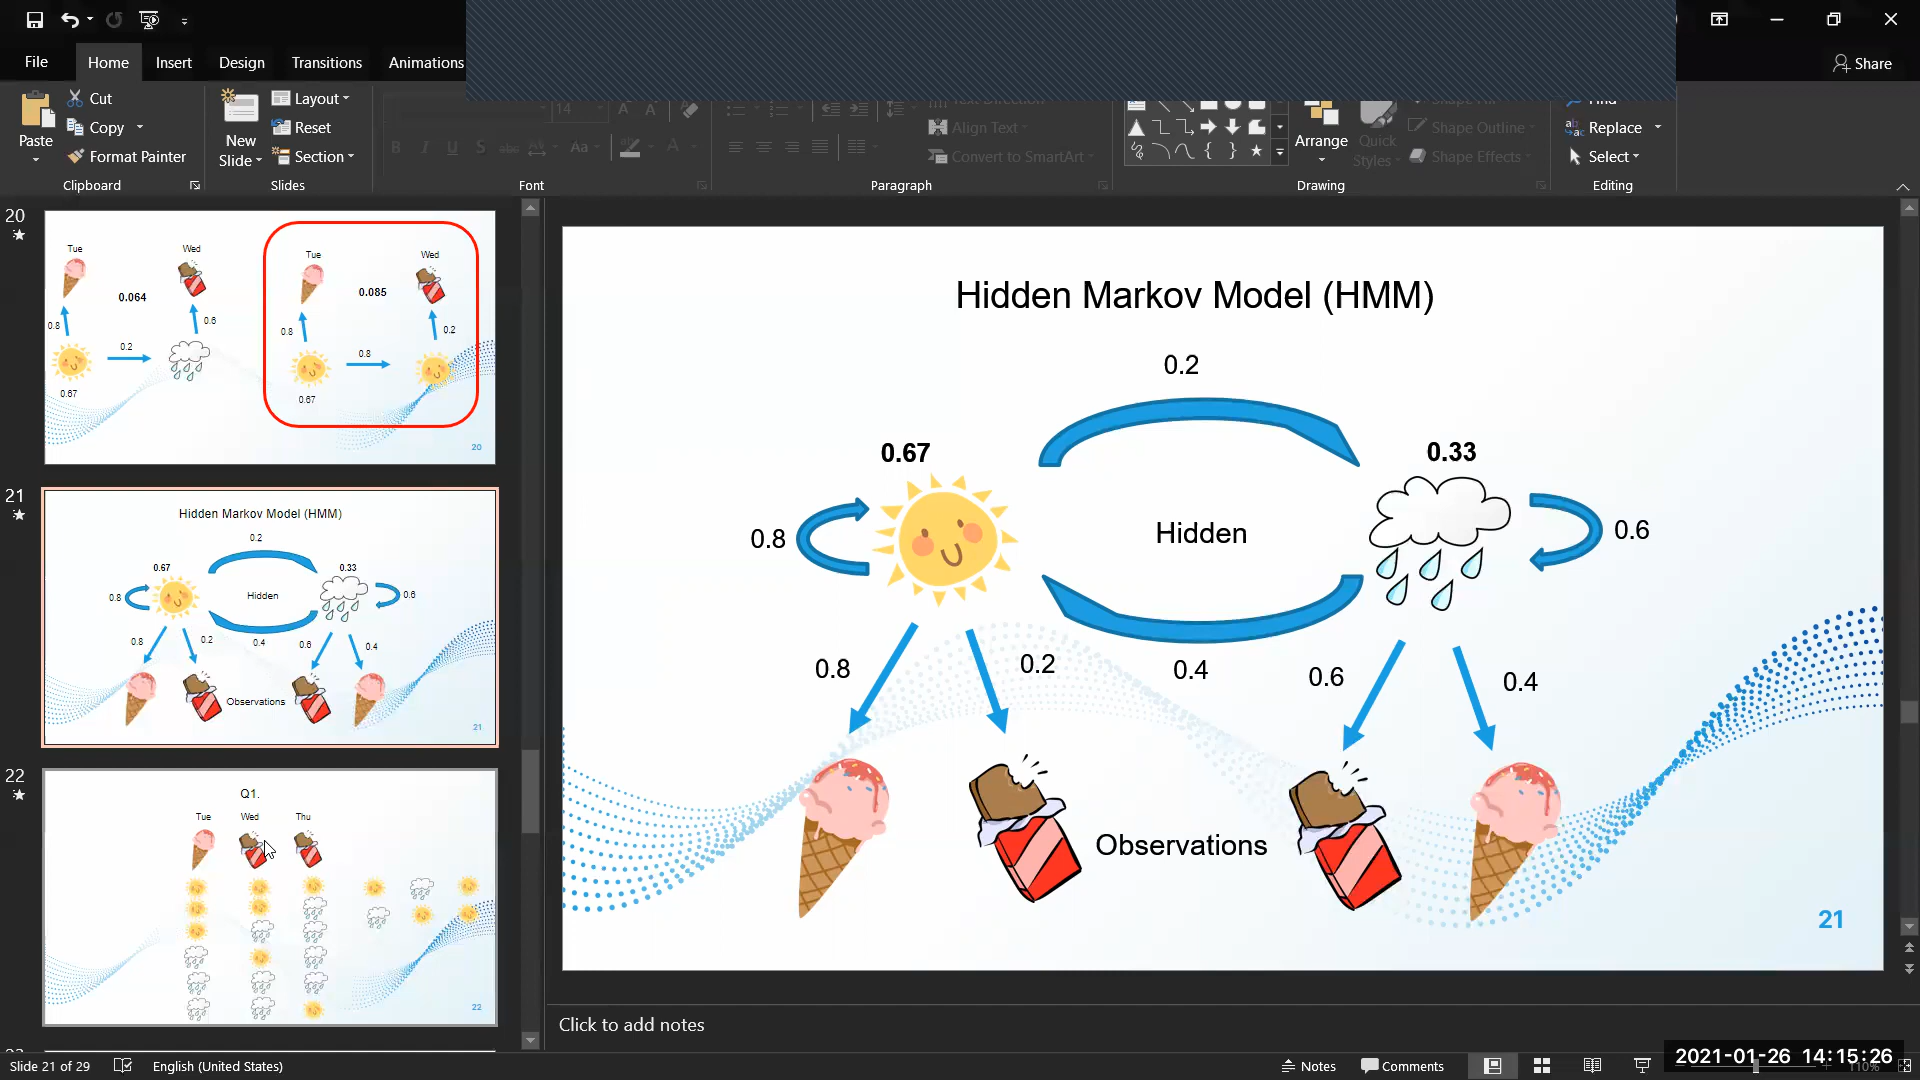 File
Home
Insert
Design
Transitions
Animations
Share
Paste
Cut
Copy
Format Painter
Clipboard
New
Slide
Layout
Reset
Section
Slides
14
Font
Text Direction
Align Text
Convert to SmartArt
Paragraph
Arrange
Quick
Styles
Shape Fill
Shape Outline
Shape Effects
Drawing
Find
Replace
Select
Editing
20
Tue
Wed
0.064
0.8
0.6
0.2
0.67
Tue
Wed
0.085
0.8
0.2
0.8
0.67
20
21
Hidden Markov Model (HMM)
0.2
0.67
0.33
0.8
Hidden
0.6
0.8
0.2
0.4
0.6
0.4
Observations
21
22
Q1.
Tue
Wed
Thu
22
Hidden Markov Model (HMM)
0.2
0.67
0.33
0.8
Hidden
0.6
0.8
0.2
0.4
0.6
0.4
Observations
21
Click to add notes
Slide 21 of 29
English (United States)
Notes
Comments
2021-01-26 14:15:26
110%